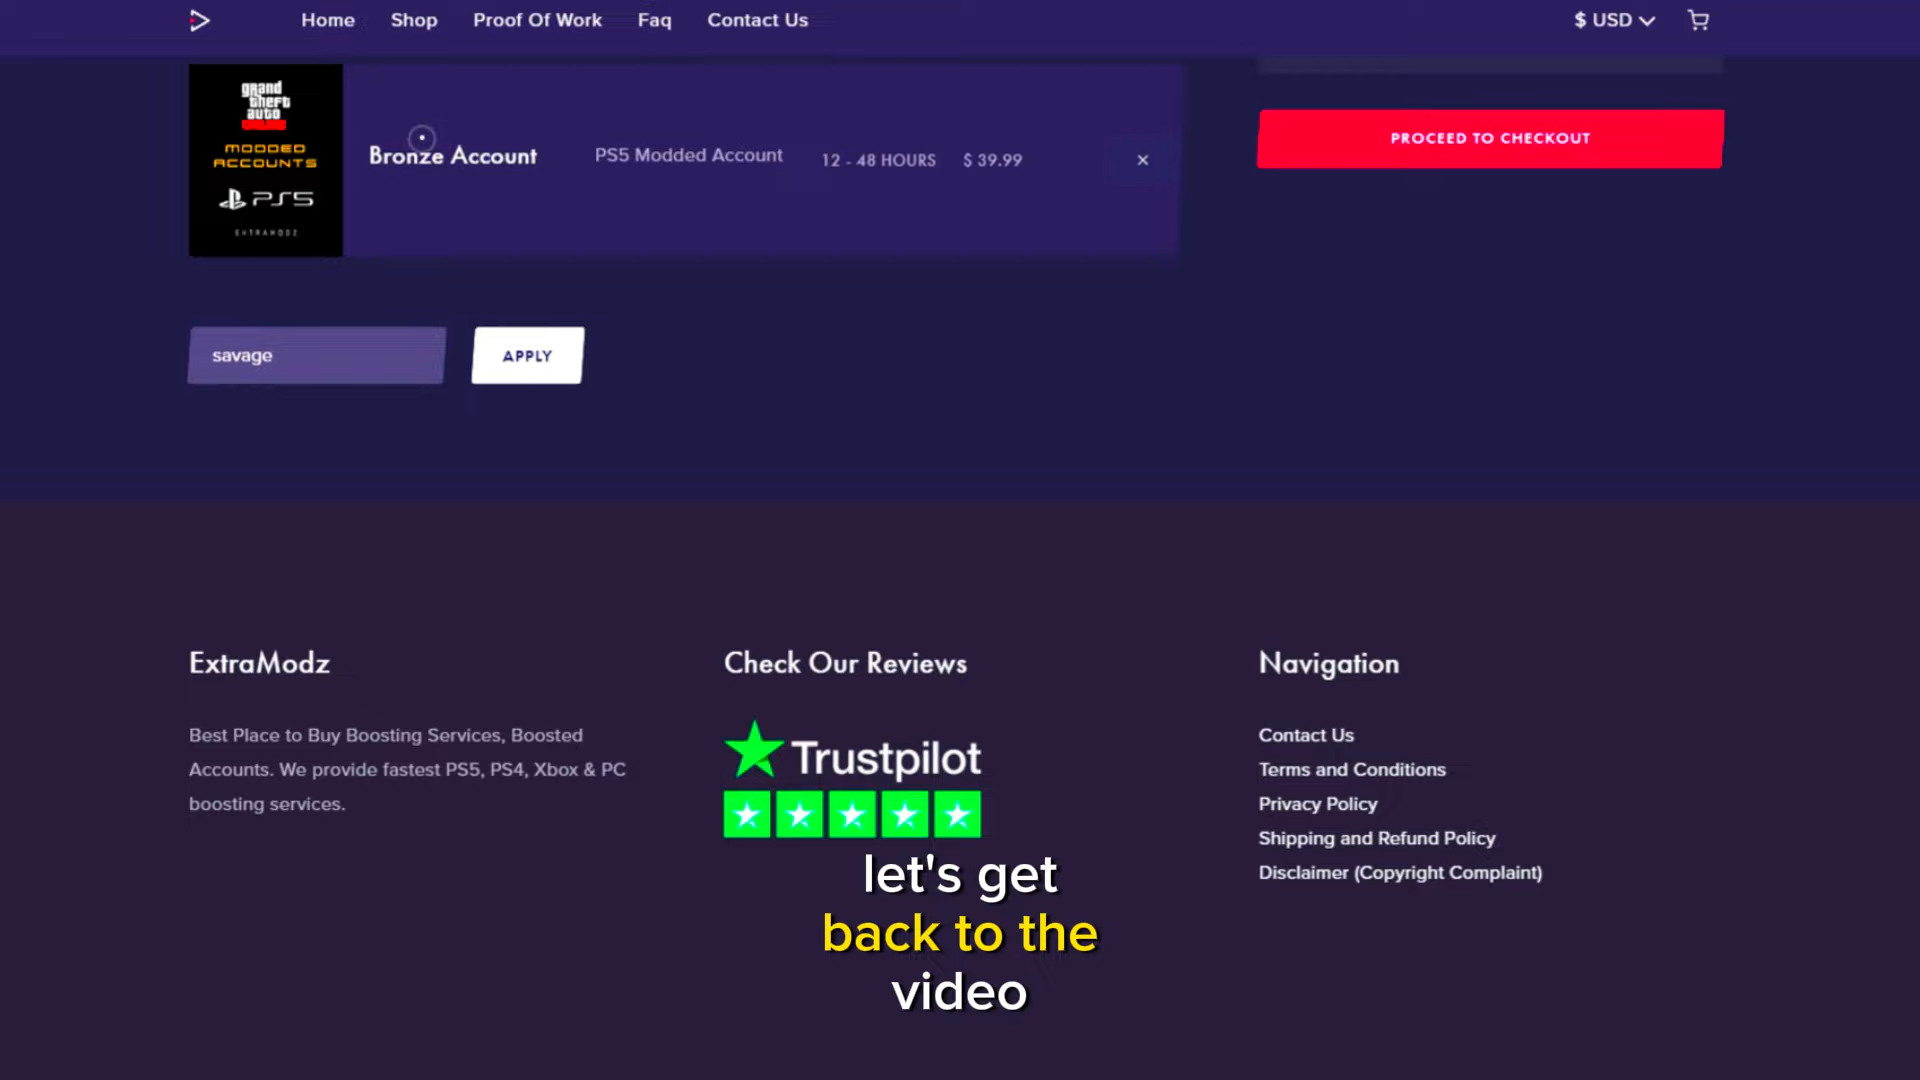 Home Shop Proof Of Work Faq Contact Us $ USD
grand
theft
auto
ONLINE
MODDED
ACCOUNTS
PS5
EXTRAMODZ
Bronze Account PS5 Modded Account 12 - 48 HOURS $ 39.99 ×
PROCEED TO CHECKOUT
savage APPLY
ExtraModz
Best Place to Buy Boosting Services, Boosted
Accounts. We provide fastest PS5, PS4, Xbox & PC
boosting services.
Check Our Reviews
Trustpilot
let's get
back to the
video
Navigation
Contact Us
Terms and Conditions
Privacy Policy
Shipping and Refund Policy
Disclaimer (Copyright Complaint)